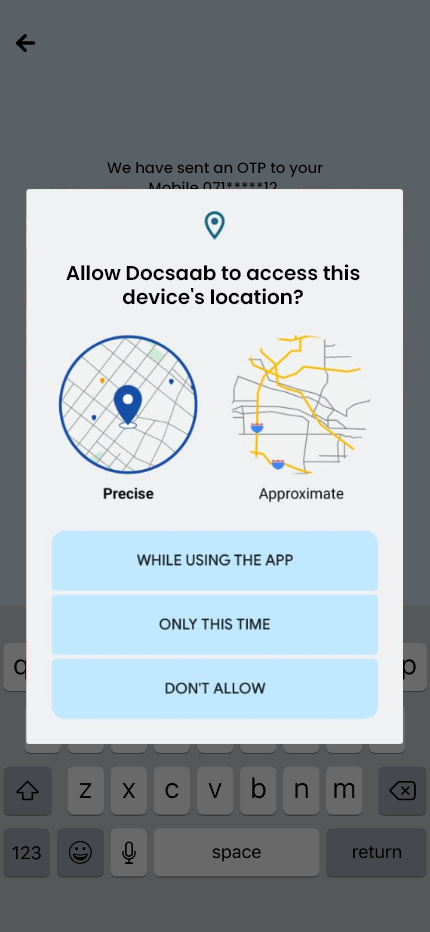 We have sent an OTP to your
Mobile 071*****12
Allow Docsaab to access this
device's location?
Precise
Approximate
WHILE USING THE APP
ONLY THIS TIME
DON'T ALLOW
q p
z x c v b n m
123 space return